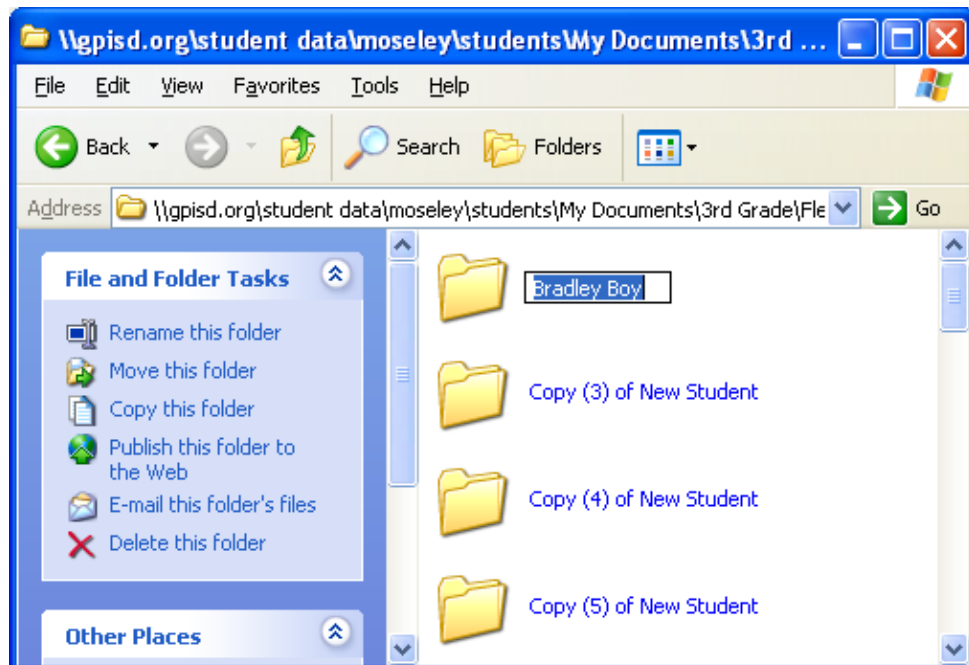 \\gpisd.org\student data\moseley\students\My Documents\3rd ...
File Edit View Favorites Tools Help
Back Search Folders
Address \\gpisd.org\student data\moseley\students\My Documents\3rd Grade\Fle Go
File and Folder Tasks
Rename this folder
Move this folder
Copy this folder
Publish this folder to
the Web
E-mail this folder's files
Delete this folder
Other Places
Bradley Boy
Copy (3) of New Student
Copy (4) of New Student
Copy (5) of New Student